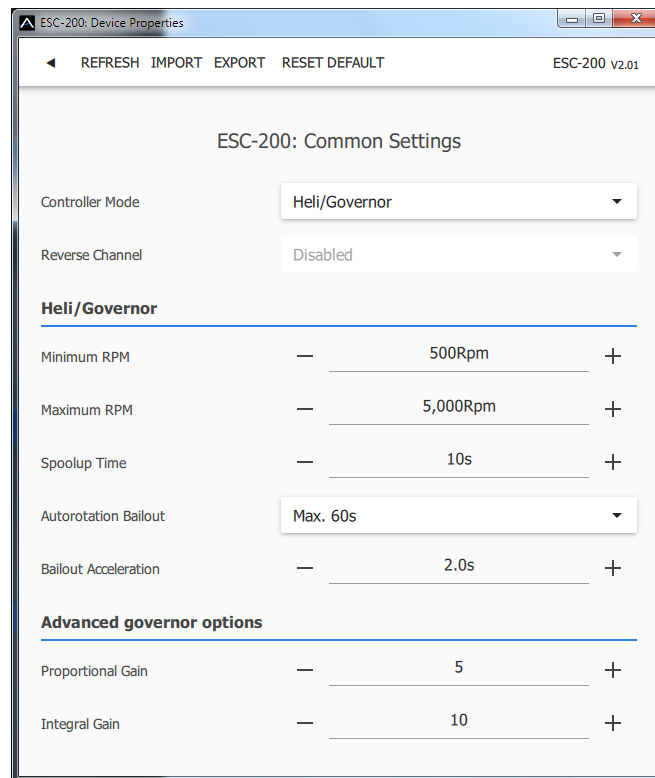 ESC-200: Device Properties
REFRESH IMPORT EXPORT RESET DEFAULT ESC-200 V2.01
ESC-200: Common Settings
Controller Mode Heli/Governor
Reverse Channel Disabled
Heli/Governor
Minimum RPM 500Rpm
Maximum RPM 5,000Rpm
Spoolup Time 10s
Autorotation Bailout Max. 60s
Bailout Acceleration 2.0s
Advanced governor options
Proportional Gain 5
Integral Gain 10